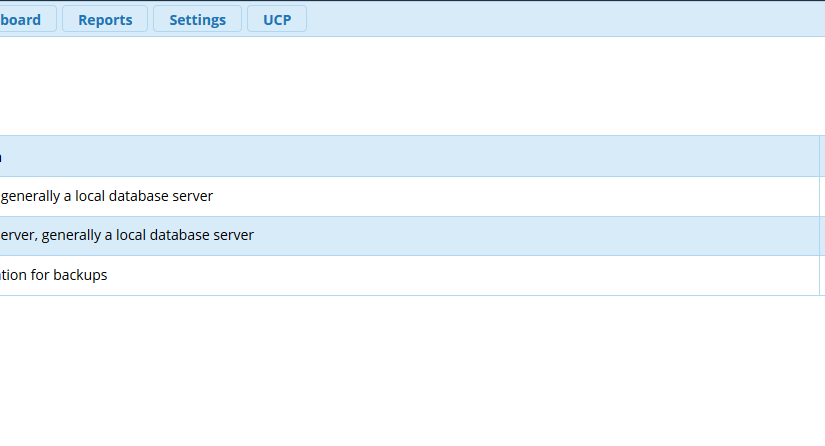 board Reports Settings UCP
generally a local database server
erver, generally a local database server
tion for backups